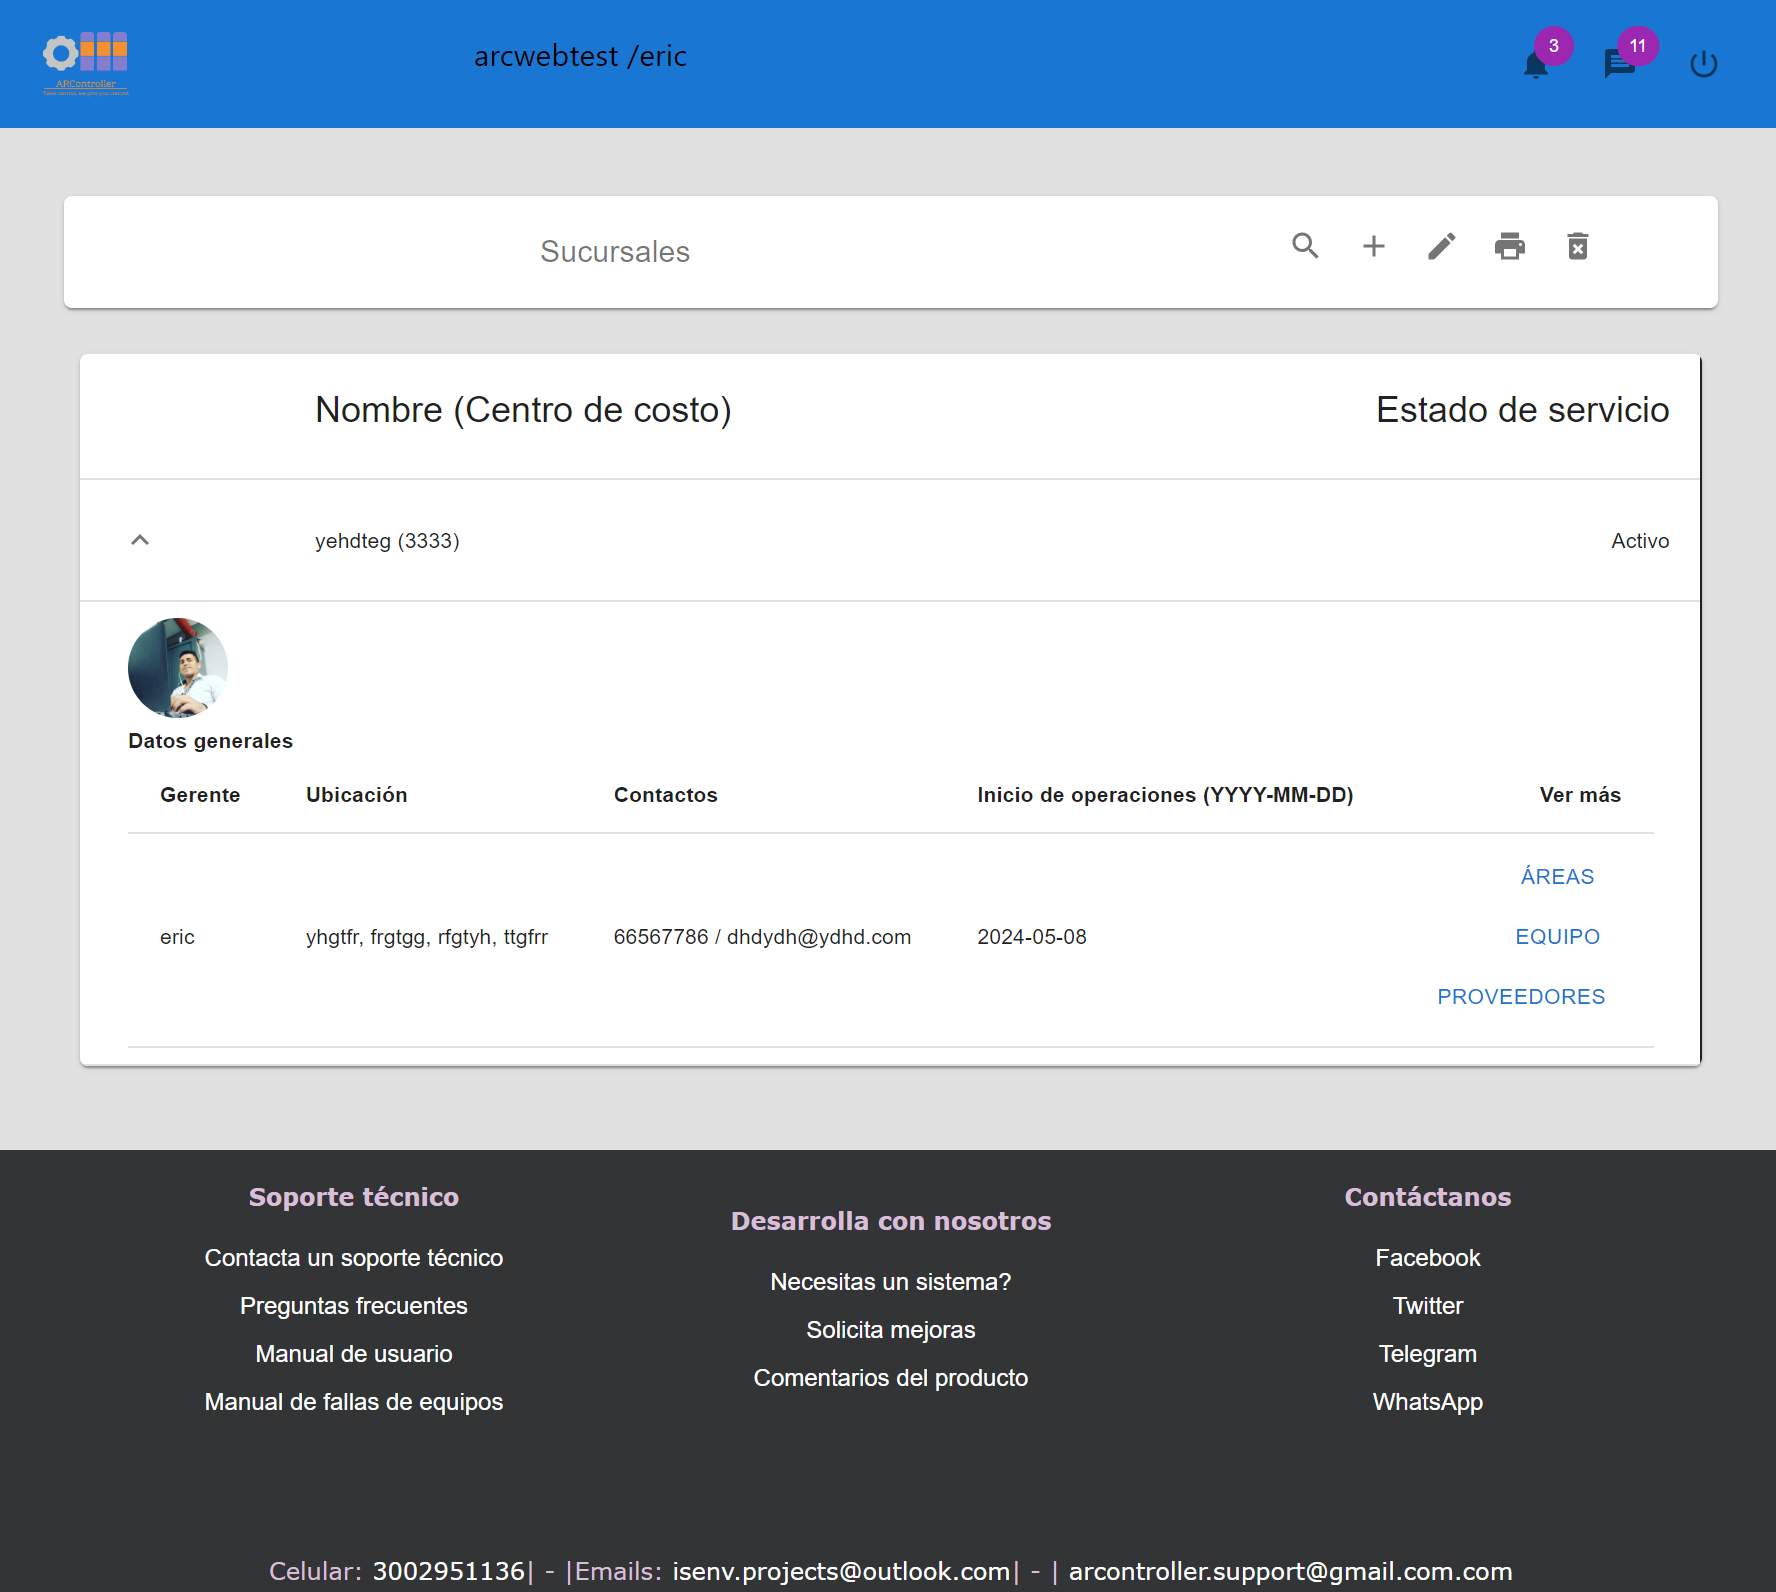 ARController
arcwebtest /eric
3
11
Sucursales
Nombre (Centro de costo) Estado de servicio
yehdteg (3333) Activo
Datos generales
Gerente Ubicación Contactos Inicio de operaciones (YYYY-MM-DD) Ver más
ÁREAS
eric yhgtfr, frgtgg, rfgtyh, ttgfrr 66567786 / dhdydh@ydhd.com 2024-05-08 EQUIPO
PROVEEDORES
Soporte técnico
Contacta un soporte técnico
Preguntas frecuentes
Manual de usuario
Manual de fallas de equipos
Desarrolla con nosotros
Necesitas un sistema?
Solicita mejoras
Comentarios del producto
Contáctanos
Facebook
Twitter
Telegram
WhatsApp
Celular: 3002951136| - |Emails: isenv.projects@outlook.com| - | arcontroller.support@gmail.com.com